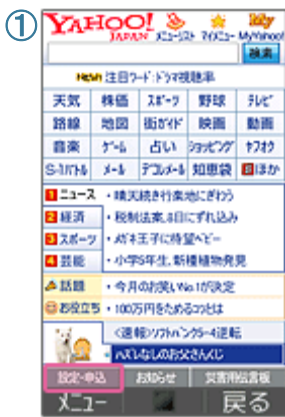 ①
YAHOO!
JAPAN
メニューリスト マイメニュー My Yahoo!
検索
New 注目ワード:ドラマ視聴率
天気 株価 スポーツ 野球 テレビ
路線 地図 街ガイド 映画 動画
音楽 ゲーム 占い ショッピング ヤフオク
S-1バトル メール デコメール 知恵袋 ほか
1 ニュース ・晴天続き行楽地にぎわう
2 経済 ・税制法案、8日にずれ込み
3 スポーツ ・メガネ王子に待望ベビー
4 芸能 ・小学5年生、新種植物発見
話題 ・今月のお笑いNo.1が決定
お役立ち ・100万円をためるコツとは
<速報>ソフトバンク5-4逆転
ハズレなしのお父さんくじ
設定・申込 お知らせ 災害用伝言板
メニュー 戻る